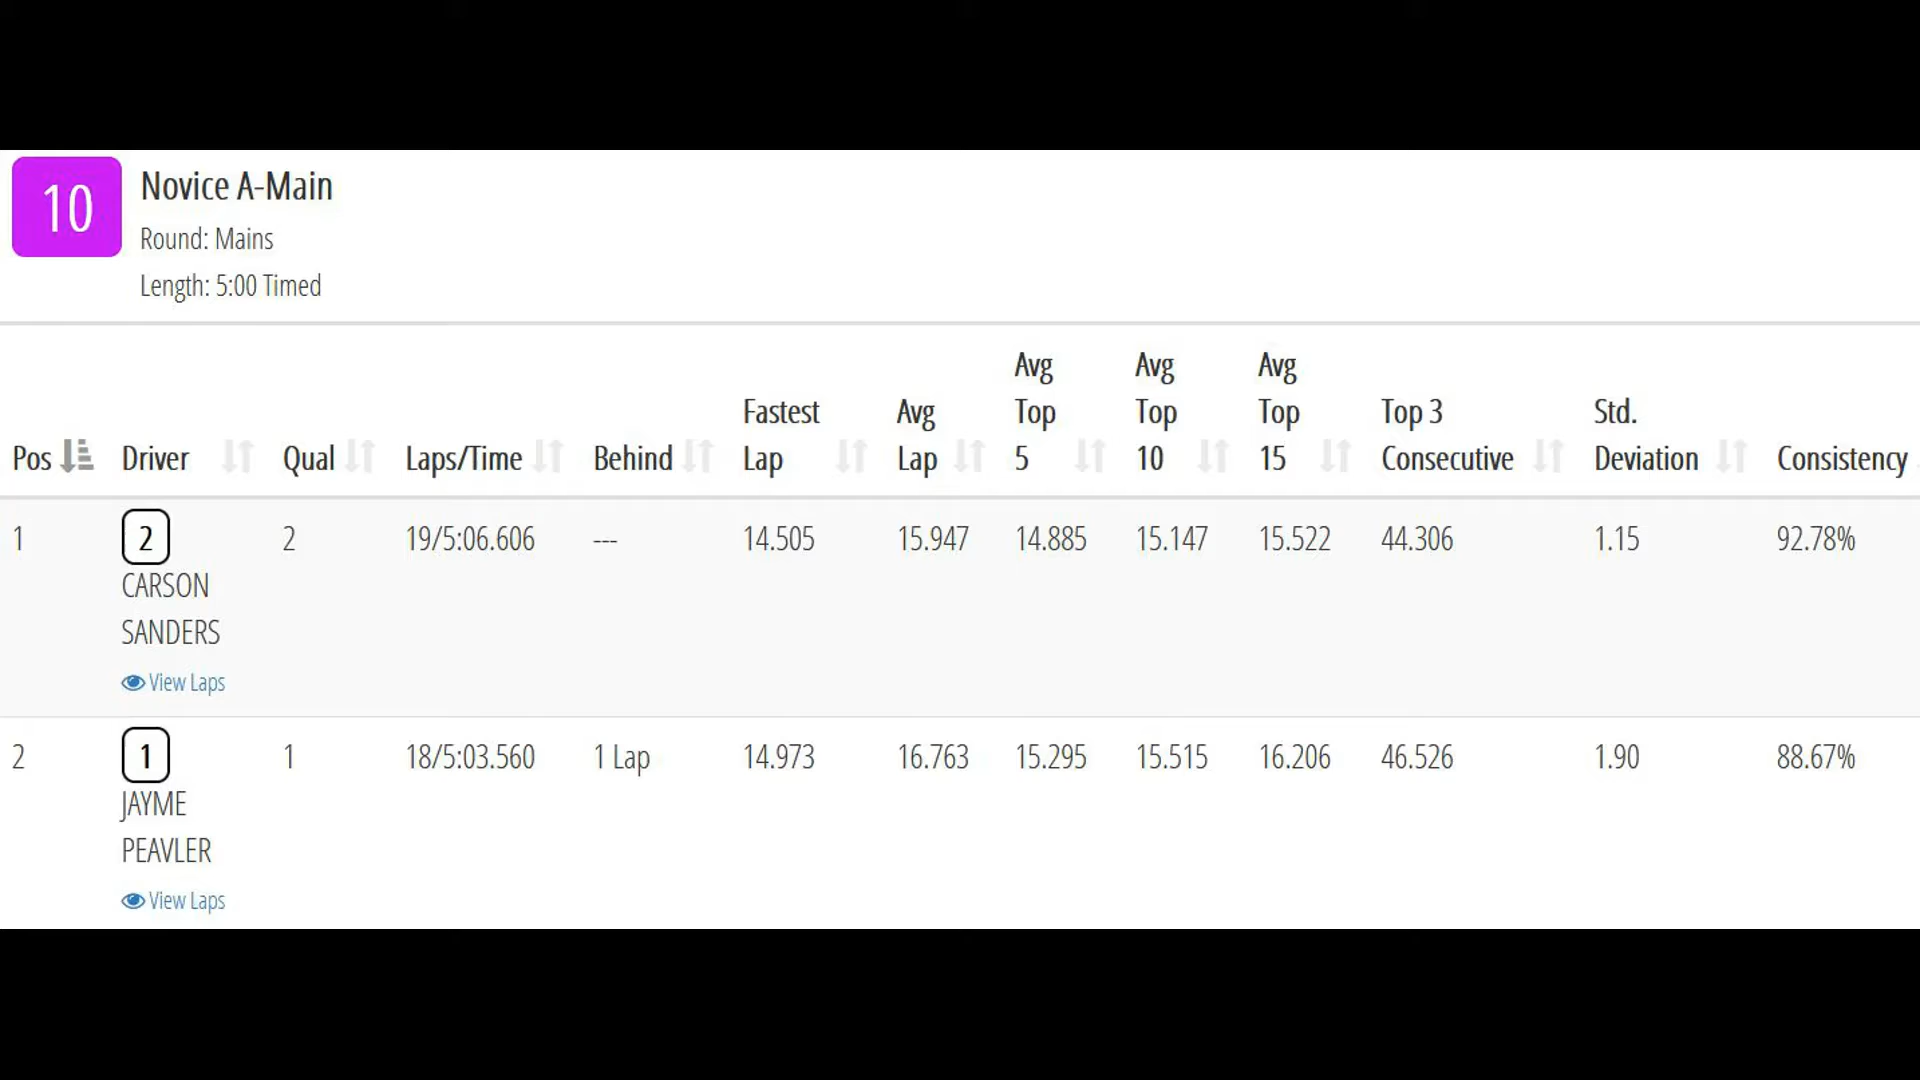 10
Novice A-Main
Round: Mains
Length: 5:00 Timed
Pos Driver Qual Laps/Time Behind Fastest Lap Avg Lap Avg Top 5 Avg Top 10 Avg Top 15 Top 3 Consecutive Std. Deviation Consistency
1 2 2 19/5:06.606 --- 14.505 15.947 14.885 15.147 15.522 44.306 1.15 92.78%
CARSON
SANDERS
View Laps
2 1 1 18/5:03.560 1 Lap 14.973 16.763 15.295 15.515 16.206 46.526 1.90 88.67%
JAYME
PEAVLER
View Laps